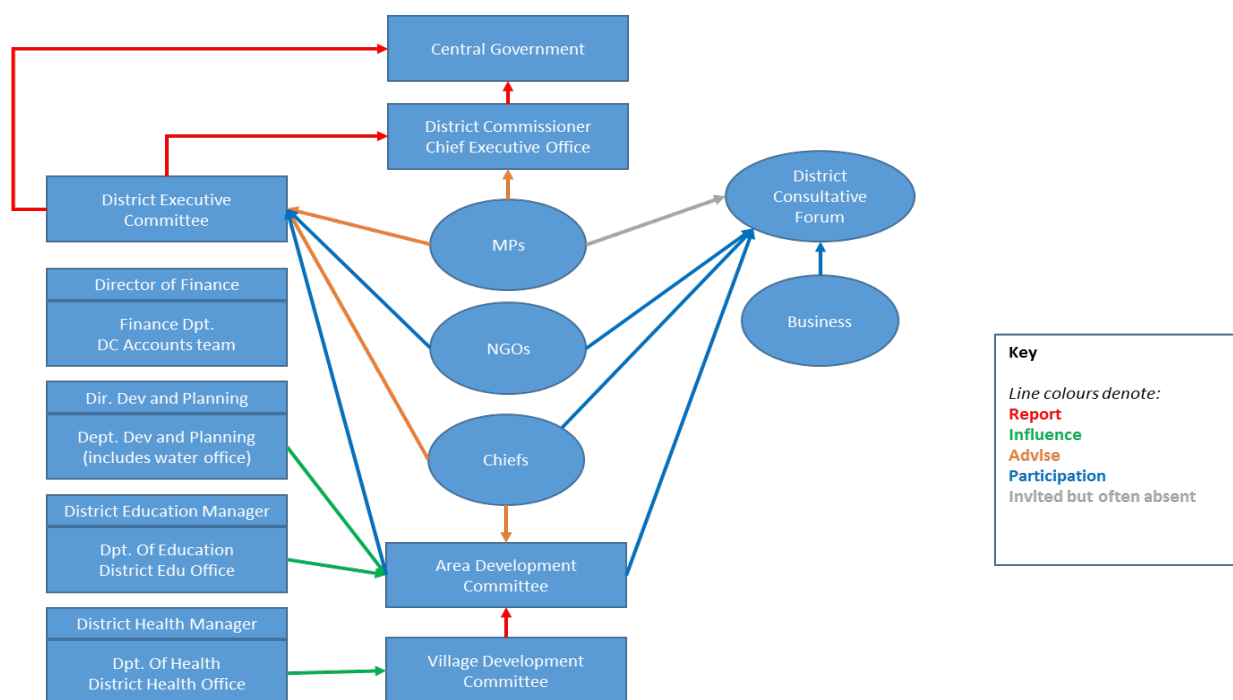 Central Government
District Commissioner
Chief Executive Office
District Executive
Committee
MPs
District
Consultative
Forum
Director of Finance
Finance Dpt.
DC Accounts team
NGOs
Business
Dir. Dev and Planning
Dept. Dev and Planning
(includes water office)
Chiefs
District Education Manager
Dpt. Of Education
District Edu Office
Area Development
Committee
District Health Manager
Dpt. Of Health
District Health Office
Village Development
Committee
Key
Line colours denote:
Report
Influence
Advise
Participation
Invited but often absent